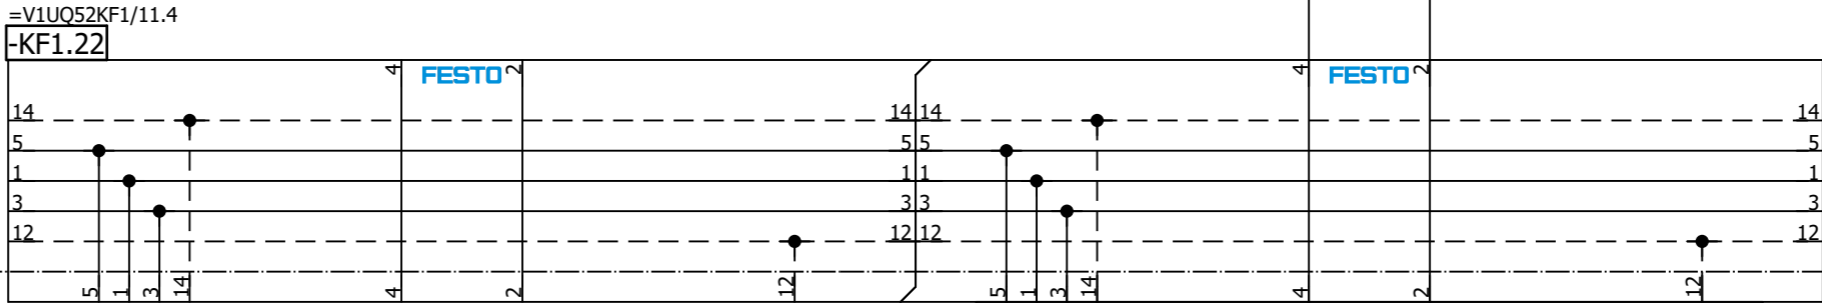 =V1UQ52KF1/11.4
-KF1.22
4 FESTO 2 4 FESTO 2
14 14 14 14
5 5 5 5
1 1 1 1
3 3 3 3
12 12 12 12
5 1 3 14 4 2 12 5 1 3 14 4 2 12